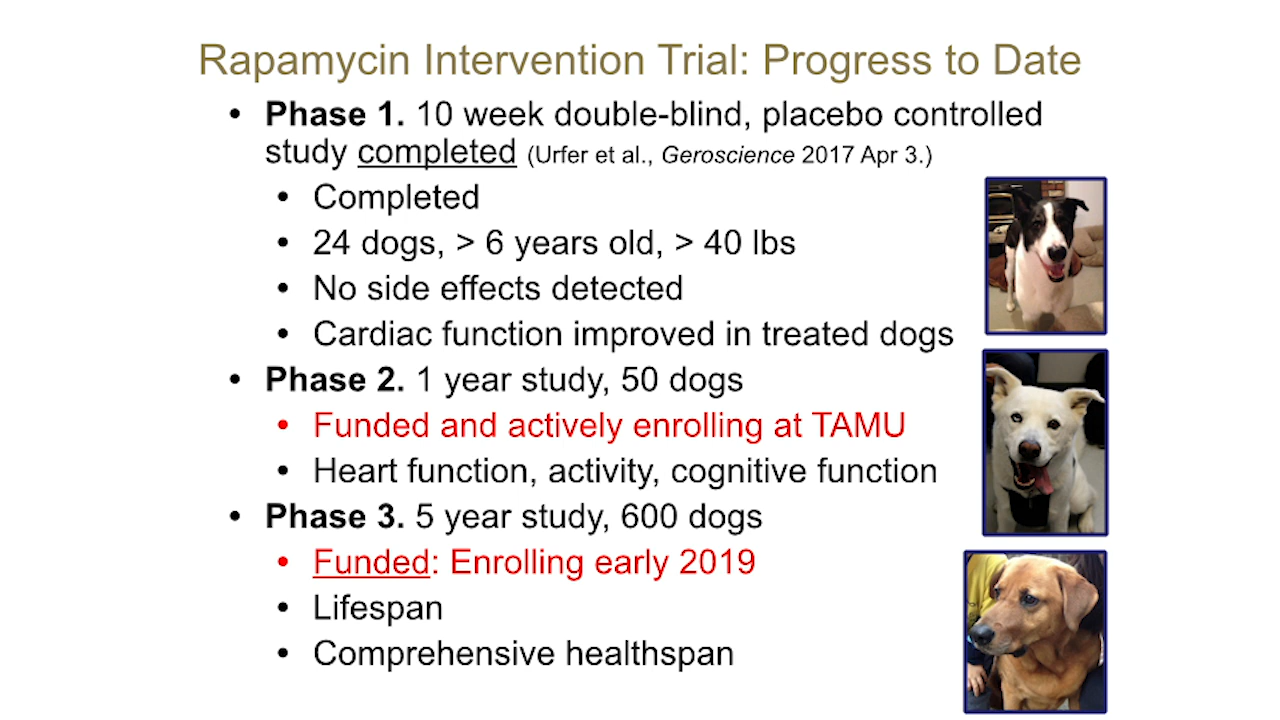 Rapamycin Intervention Trial: Progress to Date
• Phase 1. 10 week double-blind, placebo controlled
study completed (Urfer et al., Geroscience 2017 Apr 3.)
• Completed
• 24 dogs, > 6 years old, > 40 lbs
• No side effects detected
• Cardiac function improved in treated dogs
• Phase 2. 1 year study, 50 dogs
• Funded and actively enrolling at TAMU
• Heart function, activity, cognitive function
• Phase 3. 5 year study, 600 dogs
• Funded: Enrolling early 2019
• Lifespan
• Comprehensive healthspan